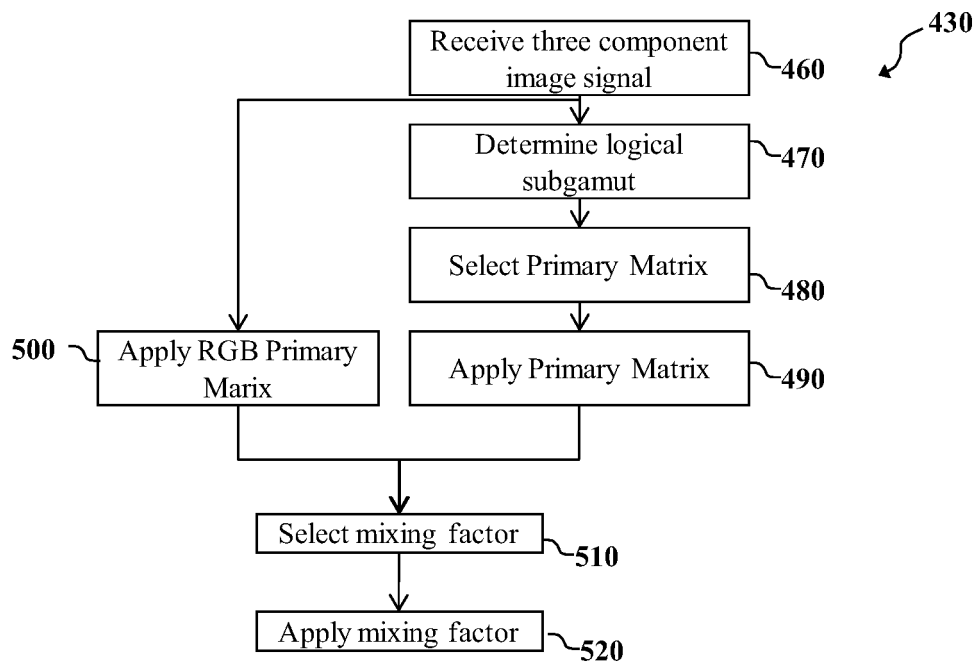 430
Receive three component
image signal
460
Determine logical
subgamut
470
Select Primary Matrix
480
500
Apply RGB Primary
Marix
Apply Primary Matrix
490
Select mixing factor
510
Apply mixing factor
520